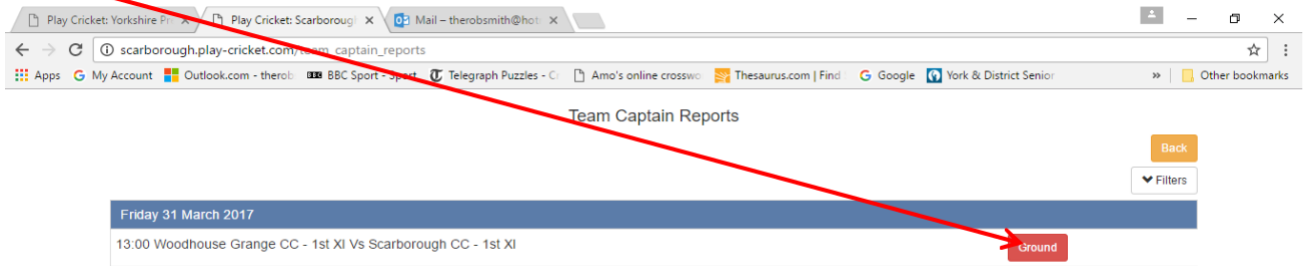 Play Cricket: Yorkshire Pr
Play Cricket: Scarboroug
Mail – therobsmith@hot
scarborough.play-cricket.com/team_captain_reports
Apps
My Account
Outlook.com - therob
BBC Sport - Sport
Telegraph Puzzles - C
Amo's online crosswo
Thesaurus.com | Find
Google
York & District Senior
»
Other bookmarks
Team Captain Reports
Back
Filters
Friday 31 March 2017
13:00 Woodhouse Grange CC - 1st XI Vs Scarborough CC - 1st XI
Ground